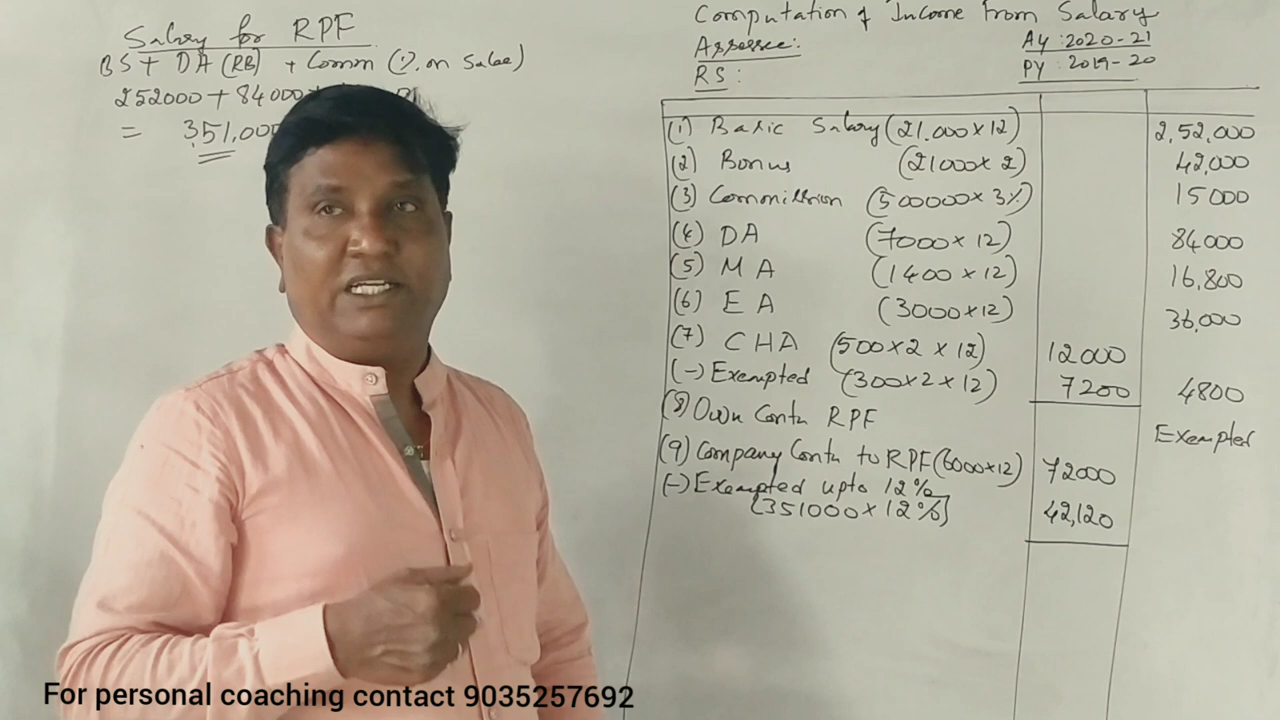 Salary for RPF
BS + DA (RB) + Comm (% on Salee)
252000 + 84000
= 351,000
Computation of Income from Salary
Assessee:
AY : 2020-21
RS :
PY : 2019-20
(1) Basic Salary (21.000 x 12) 2,52,000
(2) Bonus (21000 x 2) 42,000
(3) Commission (500000 x 3%) 15000
(4) DA (7000 x 12) 84000
(5) MA (1400 x 12) 16,800
(6) EA (3000 x 12) 36,000
(7) CHA (500 x 2 x 12) 12000
(-) Exempted (300 x 2 x 12) 7200 4800
(8) Own Contn RPF Exempted
(9) Company Contn to RPF (6000 x 12) 72000
(-) Exempted upto 12%
(351000 x 12%) 42,120
For personal coaching contact 9035257692